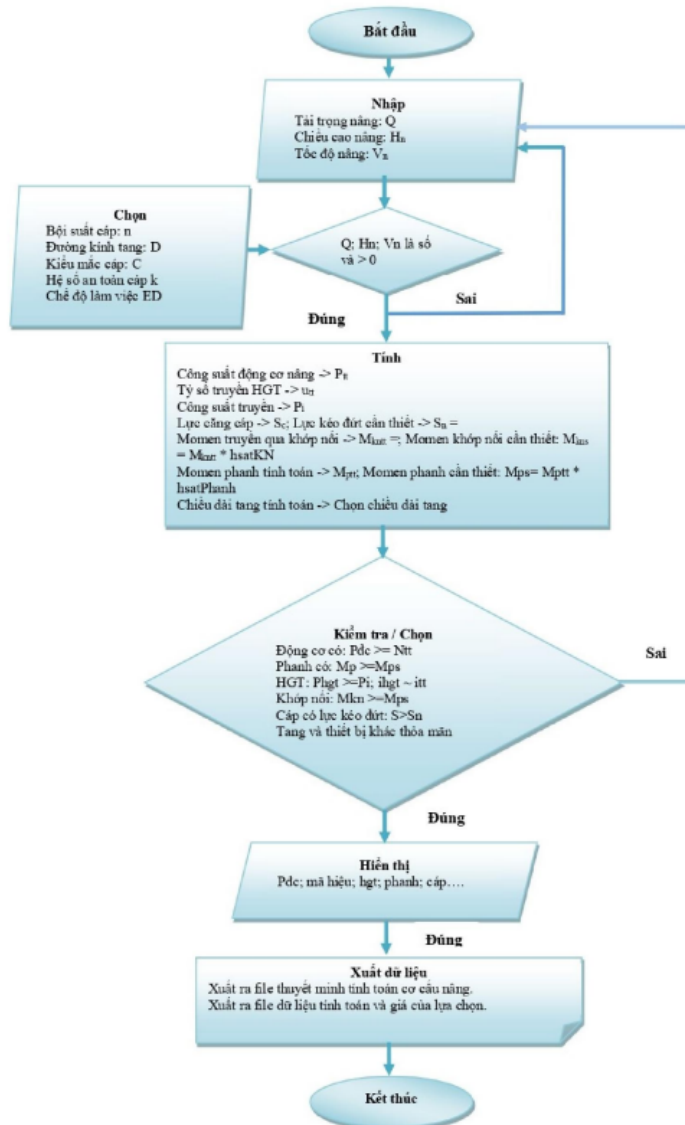 Bắt đầu
Nhập
Tải trọng nâng: Q
Chiều cao nâng: Hn
Tốc độ nâng: Vn
Chọn
Bội suất cáp: n
Đường kính tang: D
Kiểu mắc cáp: C
Hệ số an toàn cáp k
Chế độ làm việc ED
Q; Hn; Vn là số
và > 0
Sai
Đúng
Tính
Công suất động cơ nâng -> Ptt
Tỷ số truyền HGT -> utt
Công suất truyền -> Pi
Lực căng cáp -> Sc; Lực kéo đứt cần thiết -> Sn =
Momen truyền qua khớp nối -> Mkntt =; Momen khớp nối cần thiết: Mkns
= Mkntt * hsatKN
Momen phanh tính toán -> Mptt; Momen phanh cần thiết: Mps= Mptt *
hsatPhanh
Chiều dài tang tính toán -> Chọn chiều dài tang
Kiểm tra / Chọn
Động cơ có: Pdc >= Ntt
Phanh có: Mp >=Mps
HGT: Phgt >=Pi; ihgt ~ itt
Khớp nối: Mkn >=Mps
Cáp có lực kéo đứt: S>Sn
Tang và thiết bị khác thỏa mãn
Sai
Đúng
Hiển thị
Pdc; mã hiệu; hgt; phanh; cáp….
Đúng
Xuất dữ liệu
Xuất ra file thuyết minh tính toán cơ cấu nâng.
Xuất ra file dữ liệu tính toán và giá của lựa chọn.
Kết thúc